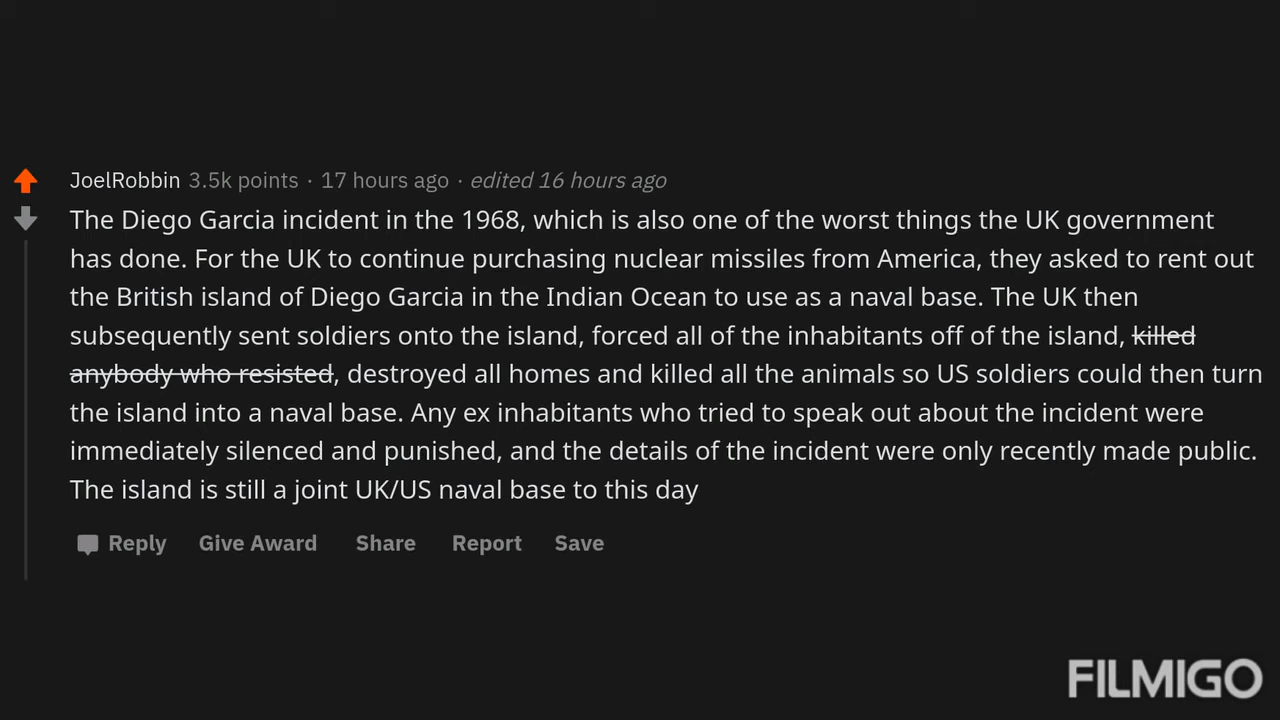 JoelRobbin 3.5k points · 17 hours ago · edited 16 hours ago
The Diego Garcia incident in the 1968, which is also one of the worst things the UK government
has done. For the UK to continue purchasing nuclear missiles from America, they asked to rent out
the British island of Diego Garcia in the Indian Ocean to use as a naval base. The UK then
subsequently sent soldiers onto the island, forced all of the inhabitants off of the island, killed
anybody who resisted, destroyed all homes and killed all the animals so US soldiers could then turn
the island into a naval base. Any ex inhabitants who tried to speak out about the incident were
immediately silenced and punished, and the details of the incident were only recently made public.
The island is still a joint UK/US naval base to this day
Reply Give Award Share Report Save
FILMIGO